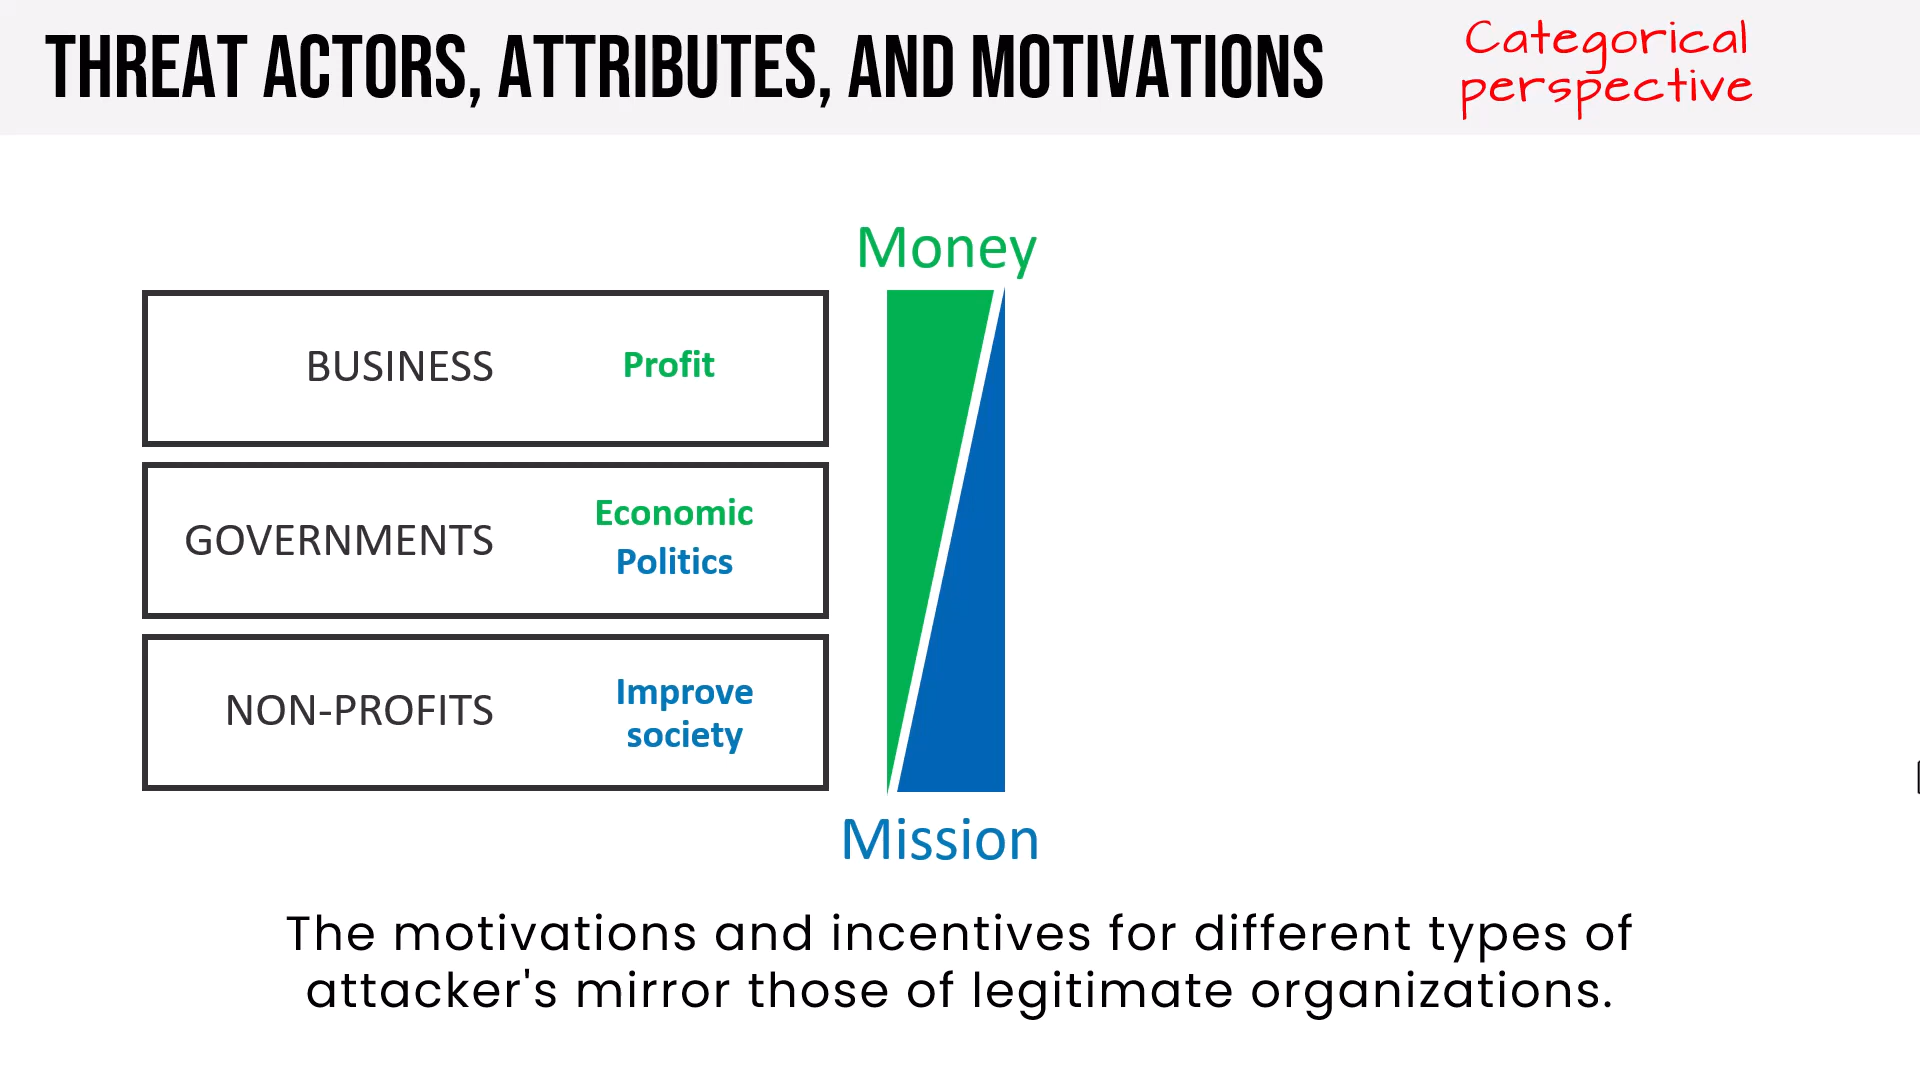 THREAT ACTORS, ATTRIBUTES, AND MOTIVATIONS
Categorical
perspective
Money
BUSINESS Profit
GOVERNMENTS Economic
Politics
NON-PROFITS Improve
society
Mission
The motivations and incentives for different types of
attacker's mirror those of legitimate organizations.